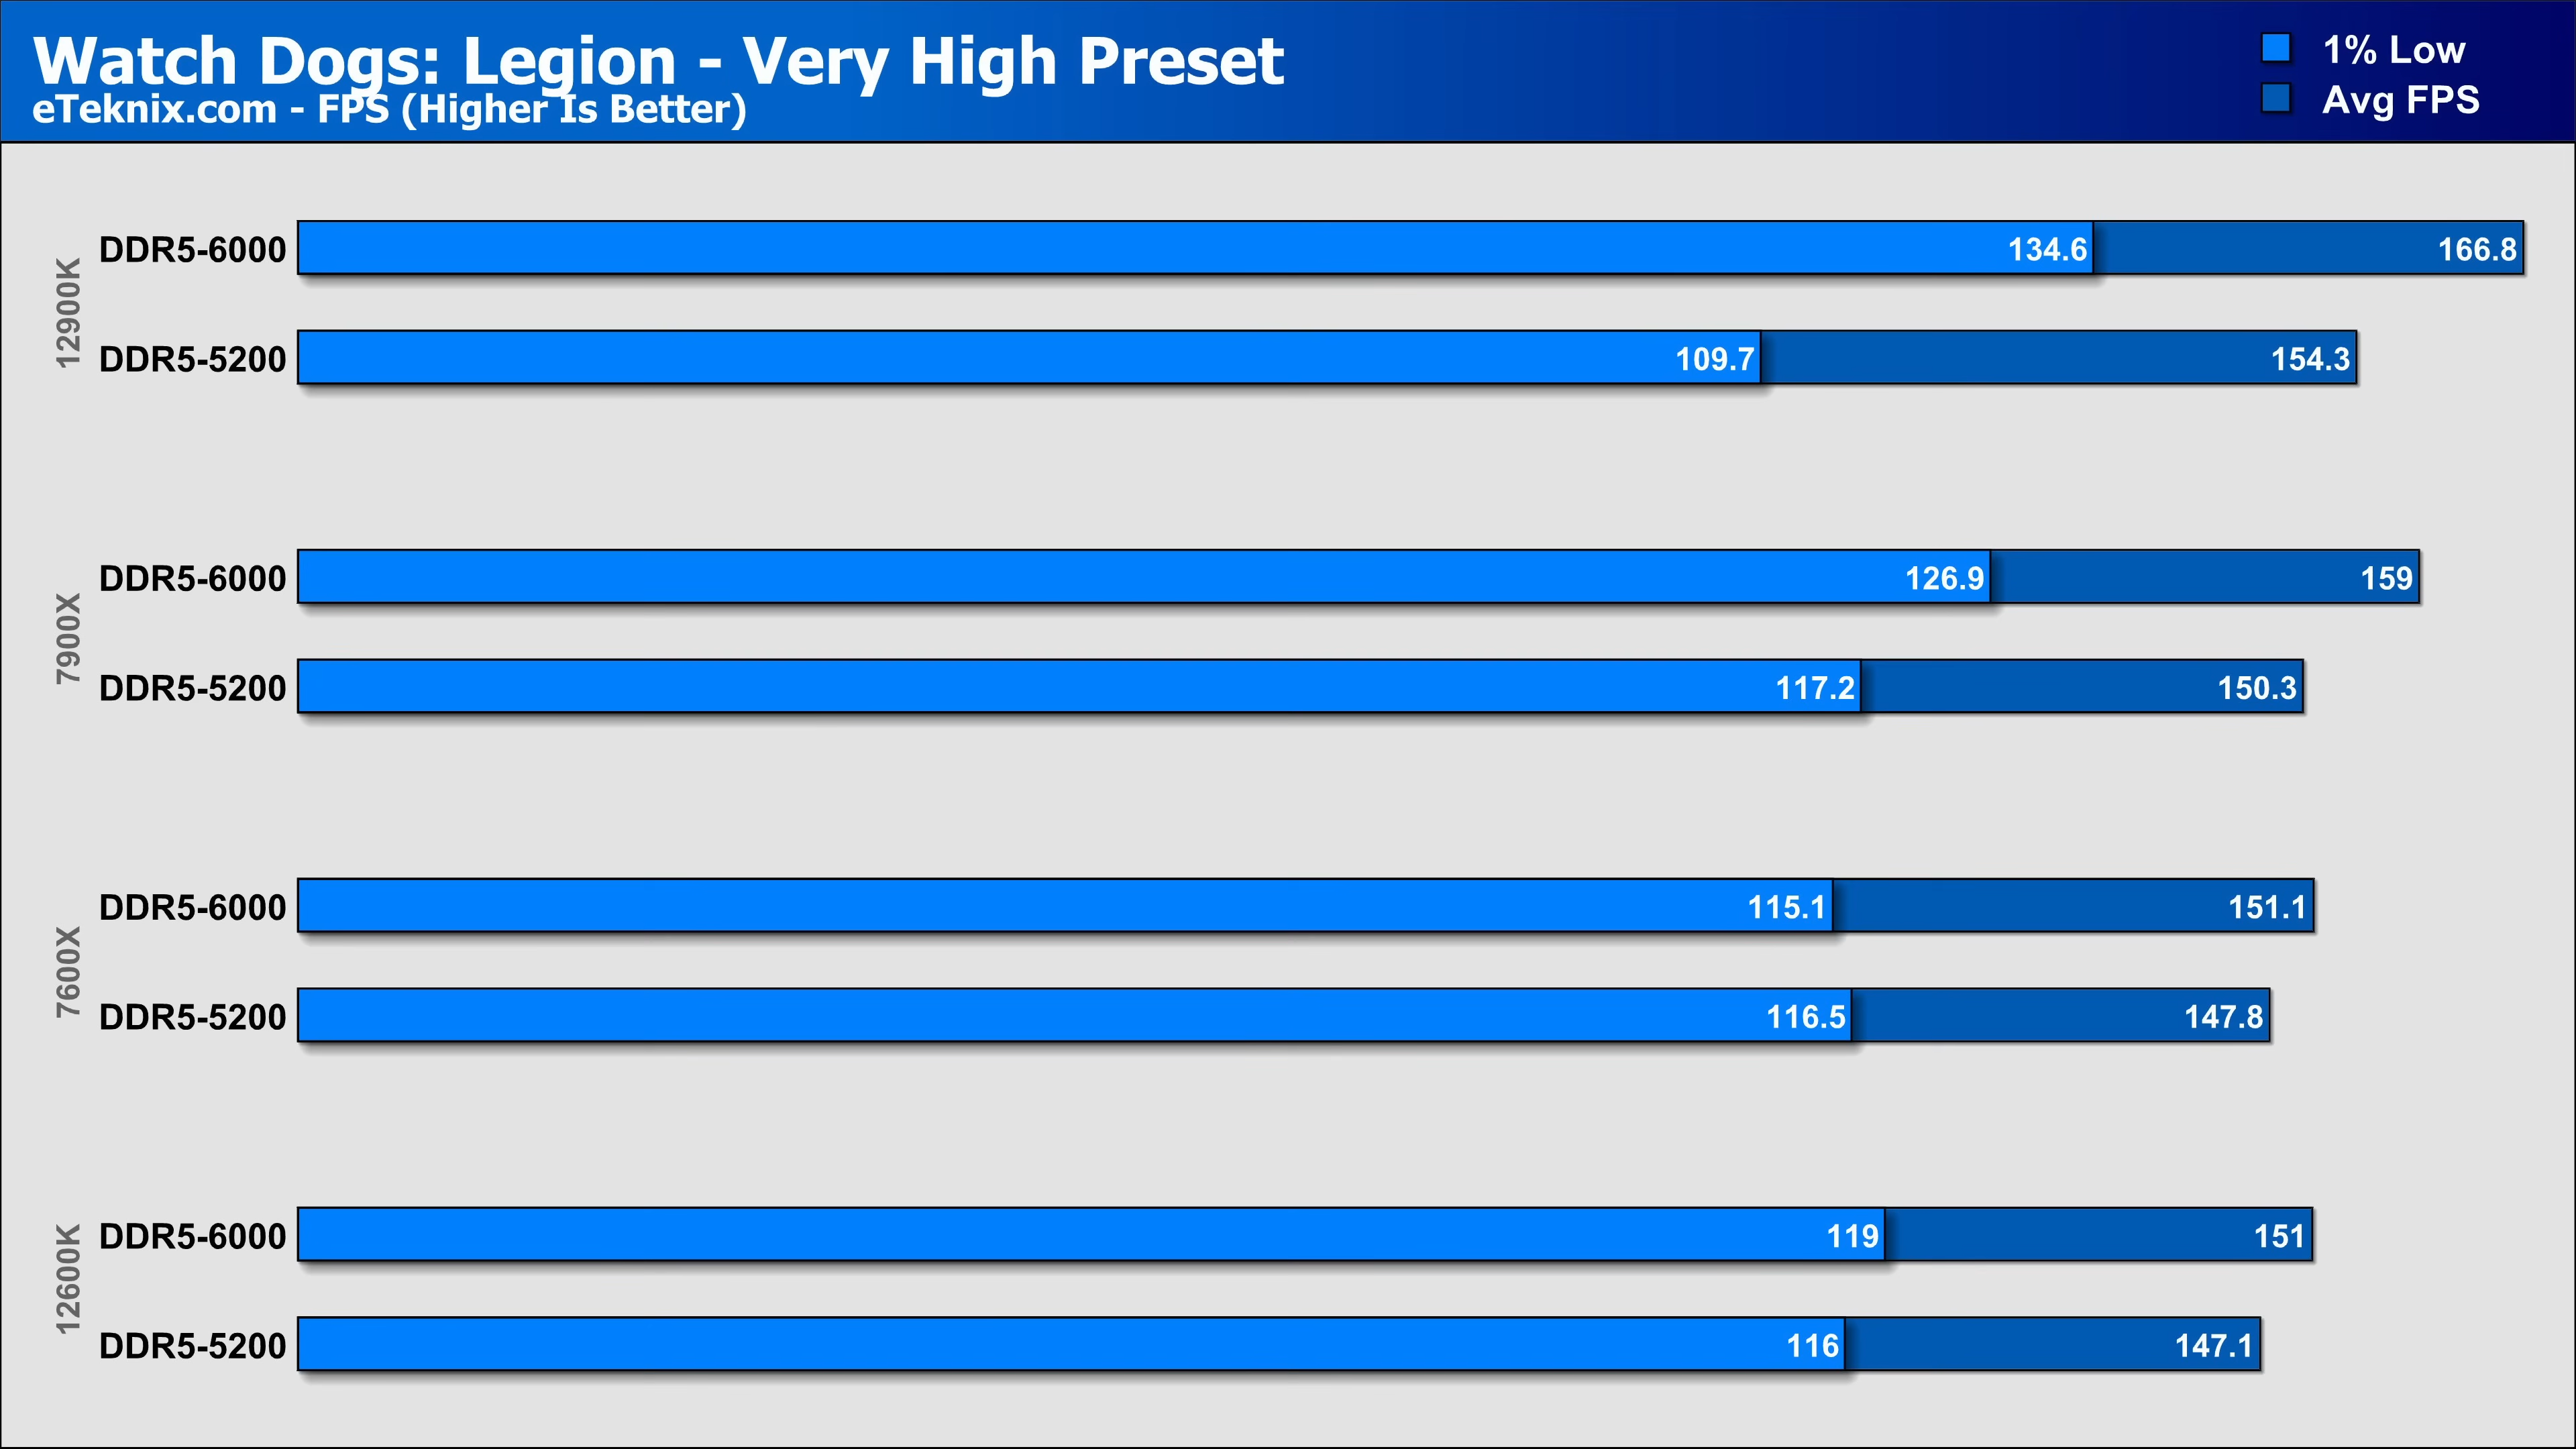 Watch Dogs: Legion - Very High Preset
eTeknix.com - FPS (Higher Is Better)
1% Low
Avg FPS
12900K
DDR5-6000 134.6 166.8
DDR5-5200 109.7 154.3
7900X
DDR5-6000 126.9 159
DDR5-5200 117.2 150.3
7600X
DDR5-6000 115.1 151.1
DDR5-5200 116.5 147.8
12600K
DDR5-6000 119 151
DDR5-5200 116 147.1